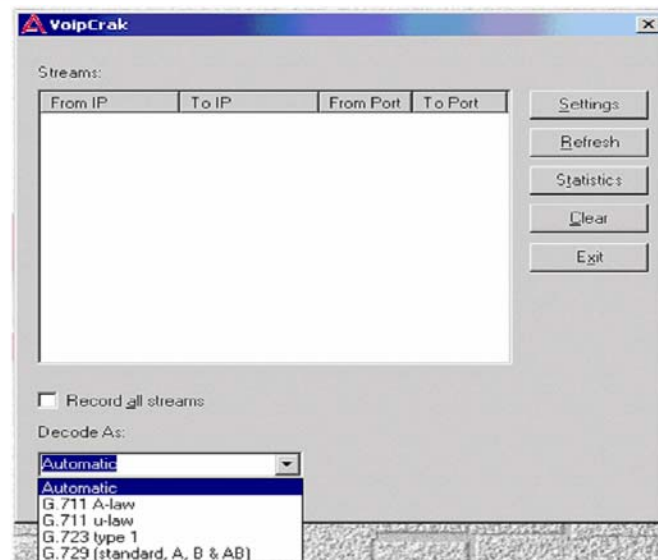 VoipCrak
Streams:
From IP To IP From Port To Port
Settings
Refresh
Statistics
Clear
Exit
Record all streams
Decode As:
Automatic
Automatic
G.711 A-law
G.711 u-law
G.723 type 1
G.729 (standard, A, B & AB)